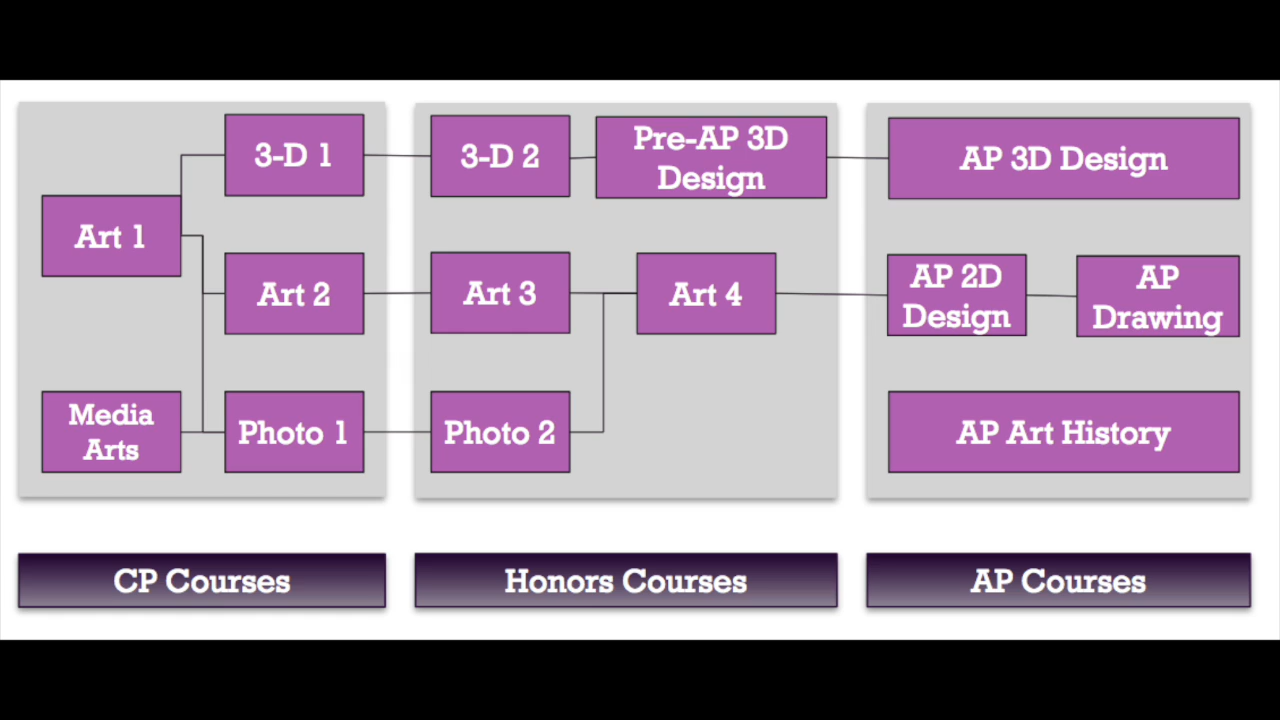 3-D 1
3-D 2
Pre-AP 3D
Design
AP 3D Design
Art 1
Art 2
Art 3
Art 4
AP 2D
Design
AP
Drawing
Media
Arts
Photo 1
Photo 2
AP Art History
CP Courses
Honors Courses
AP Courses